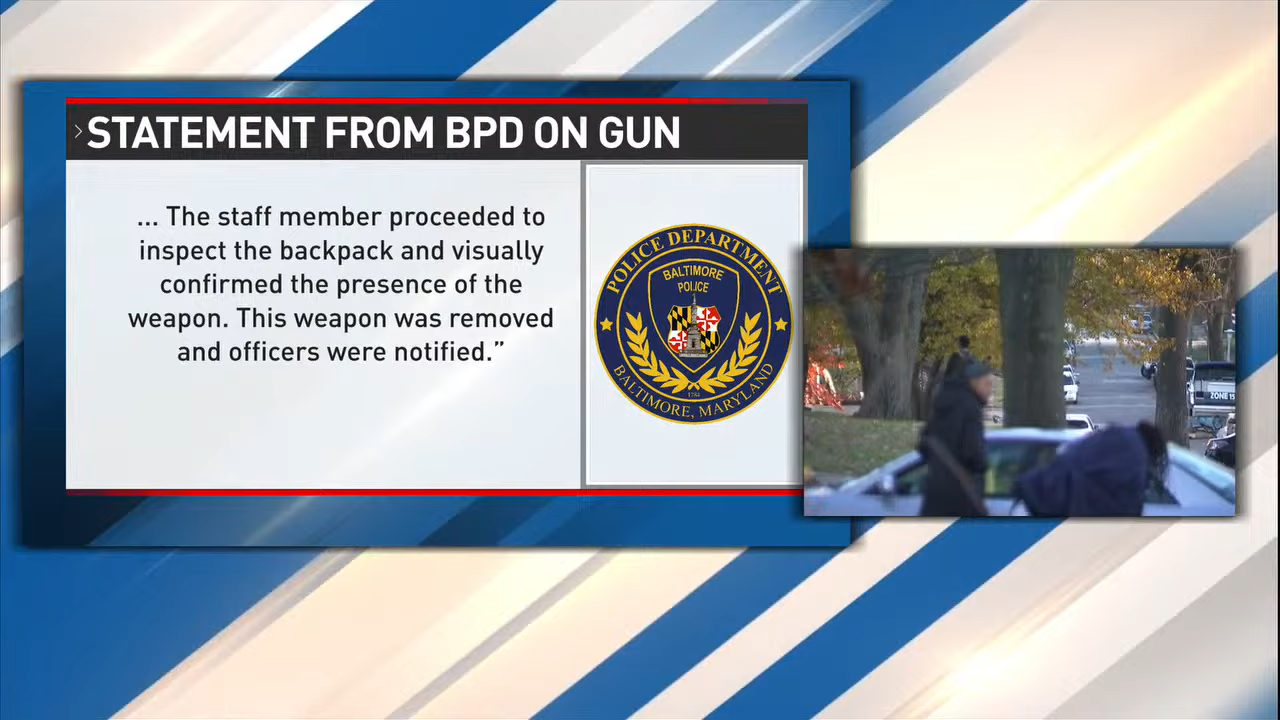 STATEMENT FROM BPD ON GUN
... The staff member proceeded to
inspect the backpack and visually
confirmed the presence of the
weapon. This weapon was removed
and officers were notified.”
POLICE DEPARTMENT
BALTIMORE
POLICE
1784
BALTIMORE, MARYLAND
ZONE 15